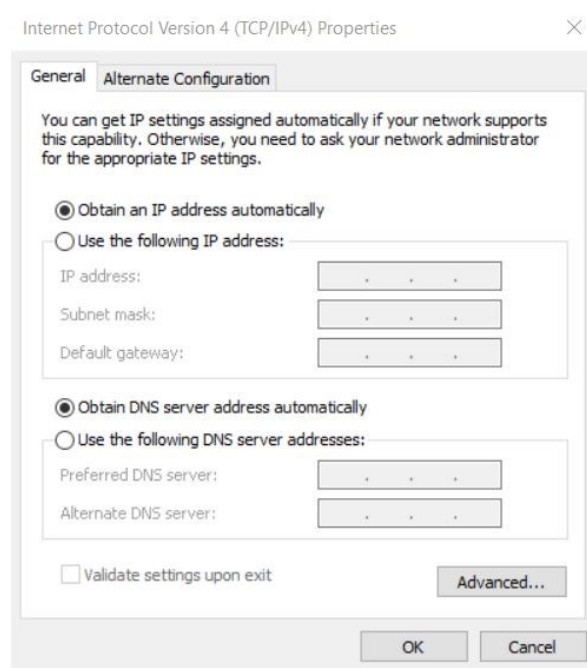 Internet Protocol Version 4 (TCP/IPv4) Properties
General
Alternate Configuration
You can get IP settings assigned automatically if your network supports
this capability. Otherwise, you need to ask your network administrator
for the appropriate IP settings.
Obtain an IP address automatically
Use the following IP address:
IP address:
Subnet mask:
Default gateway:
Obtain DNS server address automatically
Use the following DNS server addresses:
Preferred DNS server:
Alternate DNS server:
Validate settings upon exit
Advanced...
OK
Cancel